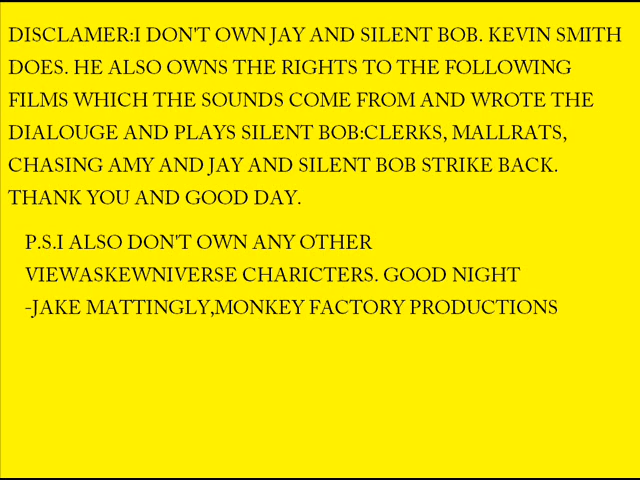 DISCLAMER:I DON'T OWN JAY AND SILENT BOB. KEVIN SMITH
DOES. HE ALSO OWNS THE RIGHTS TO THE FOLLOWING
FILMS WHICH THE SOUNDS COME FROM AND WROTE THE
DIALOUGE AND PLAYS SILENT BOB:CLERKS, MALLRATS,
CHASING AMY AND JAY AND SILENT BOB STRIKE BACK.
THANK YOU AND GOOD DAY.
P.S.I ALSO DON'T OWN ANY OTHER
VIEWASKEWNIVERSE CHARICTERS. GOOD NIGHT
-JAKE MATTINGLY,MONKEY FACTORY PRODUCTIONS